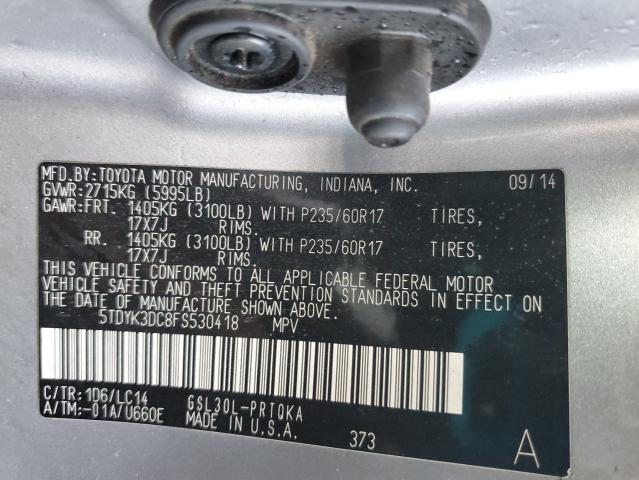 MFD.BY:TOYOTA MOTOR MANUFACTURING, INDIANA, INC. 09/14
GVWR:2715KG (5995LB)
GAWR:FRT. 1405KG (3100LB) WITH P235/60R17 TIRES,
17X7J RIMS.
RR. 1405KG (3100LB) WITH P235/60R17 TIRES,
17X7J RIMS.
THIS VEHICLE CONFORMS TO ALL APPLICABLE FEDERAL MOTOR
VEHICLE SAFETY AND THEFT PREVENTION STANDARDS IN EFFECT ON
THE DATE OF MANUFACTURE SHOWN ABOVE.
5TDYK3DC8FS530418 MPV
C/TR:1D6/LC14 GSL30L-PRTQKA
A/TM:-01A/U660E MADE IN U.S.A. 373 A